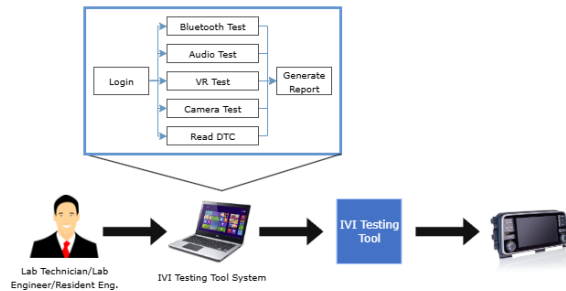 Bluetooth Test
Audio Test
Login
VR Test
Generate
Report
Camera Test
Read DTC
IVI Testing
Tool
Lab Technician/Lab
Engineer/Resident Eng.
IVI Testing Tool System